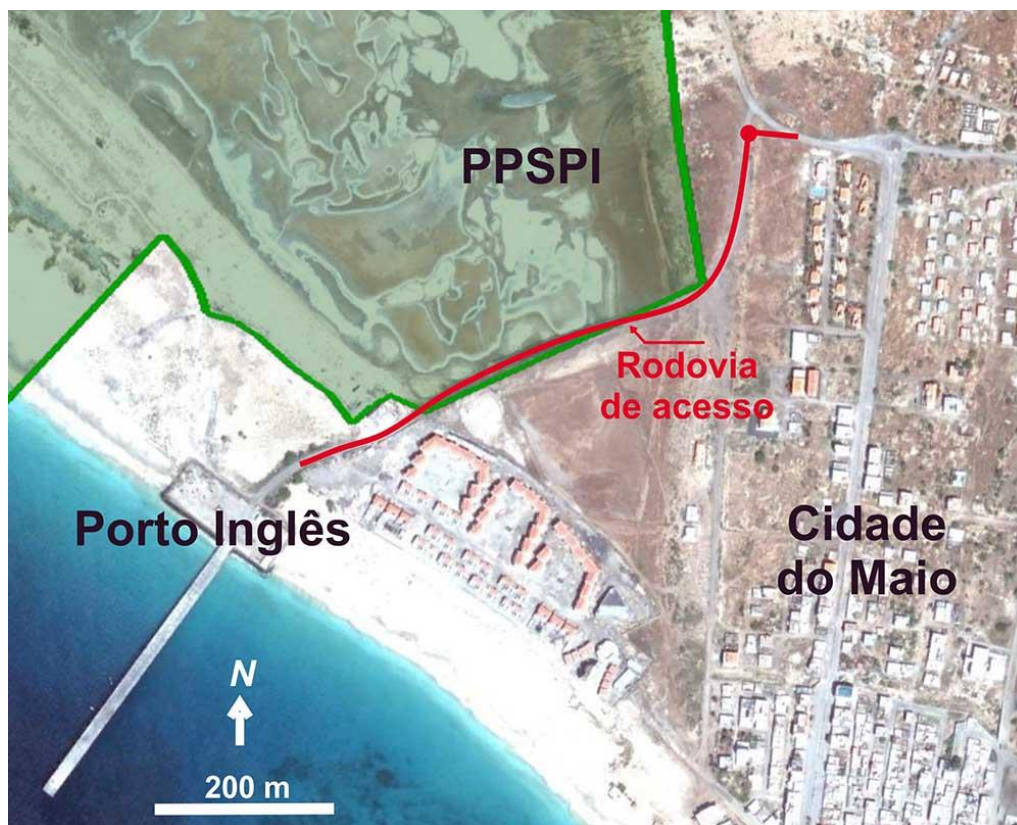 PPSPI
Rodovia
de acesso
Porto Inglês
Cidade
do Maio
N
200 m